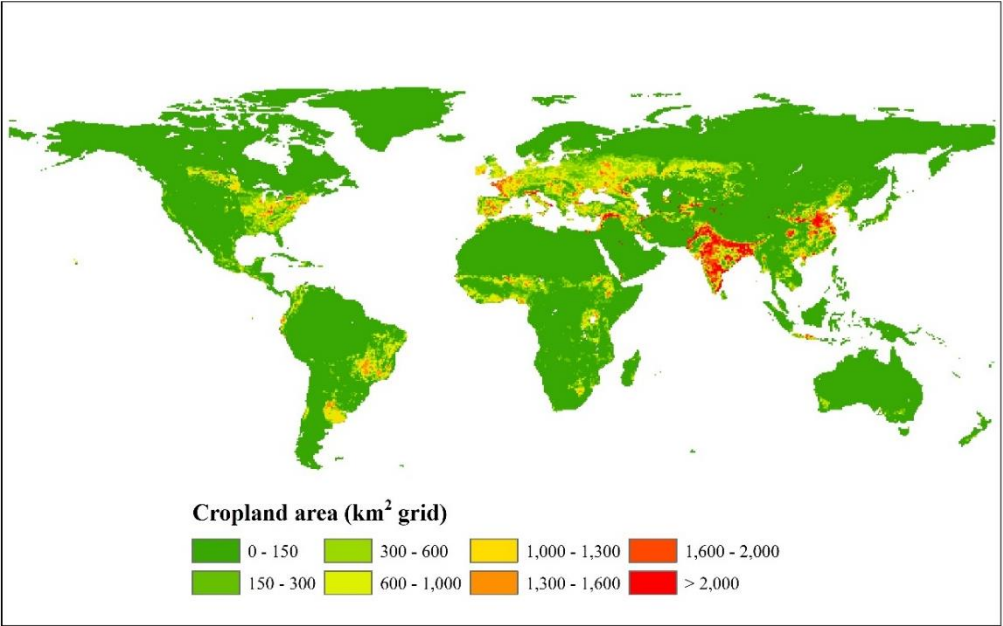 Cropland area (km² grid)
0 - 150 300 - 600 1,000 - 1,300 1,600 - 2,000
150 - 300 600 - 1,000 1,300 - 1,600 > 2,000